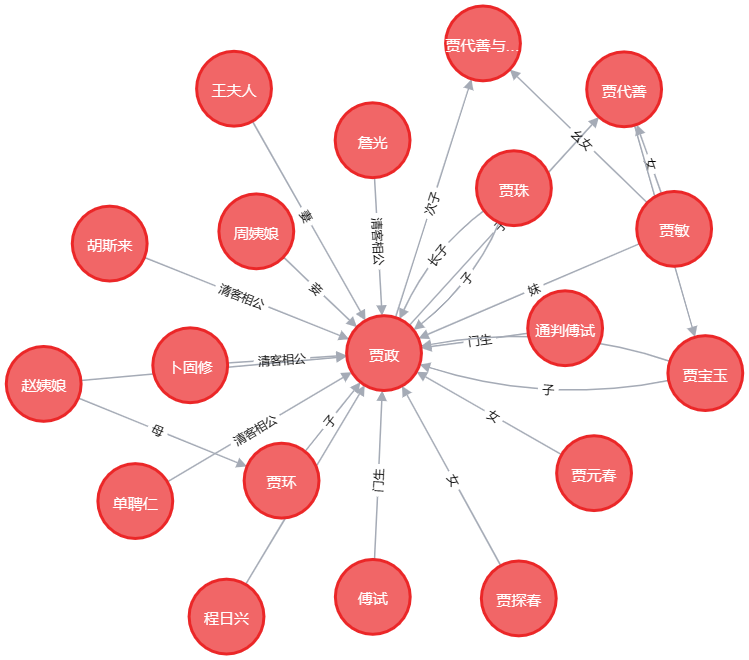 贾代善与...
王夫人
贾代善
詹光
幺女
女
贾珠
妻
次子
胡斯来
周姨娘
清客相公
长子
贾敏
子
清客相公
妾
妹
贾政
门生
通判傅试
卜固修
清客相公
赵姨娘
贾宝玉
子
女
清客相公
子
母
贾环
贾元春
单聘仁
门生
女
程日兴
傅试
贾探春